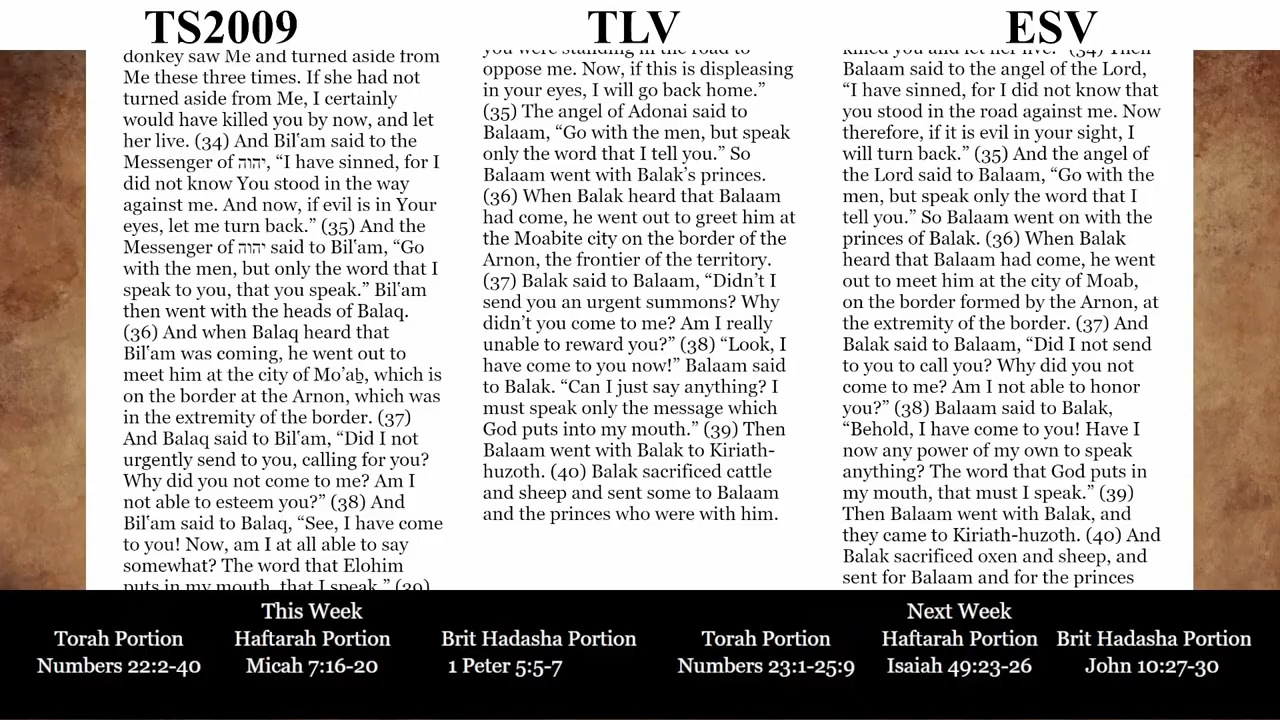 TS2009
donkey saw Me and turned aside from
Me these three times. If she had not
turned aside from Me, I certainly
would have killed you by now, and let
her live. (34) And Bil‛am said to the
Messenger of יהוה, “I have sinned, for I
did not know You stood in the way
against me. And now, if evil is in Your
eyes, let me turn back.” (35) And the
Messenger of יהוה said to Bil‛am, “Go
with the men, but only the word that I
speak to you, that you speak.” Bil‛am
then went with the heads of Balaq.
(36) And when Balaq heard that
Bil‛am was coming, he went out to
meet him at the city of Mo’aḇ, which is
on the border at the Arnon, which was
in the extremity of the border. (37)
And Balaq said to Bil‛am, “Did I not
urgently send to you, calling for you?
Why did you not come to me? Am I
not able to esteem you?” (38) And
Bil‛am said to Balaq, “See, I have come
to you! Now, am I at all able to say
somewhat? The word that Elohim
puts in my mouth, that I speak.” (39)
TLV
you were standing in the road to
oppose me. Now, if this is displeasing
in your eyes, I will go back home.”
(35) The angel of Adonai said to
Balaam, “Go with the men, but speak
only the word that I tell you.” So
Balaam went with Balak’s princes.
(36) When Balak heard that Balaam
had come, he went out to greet him at
the Moabite city on the border of the
Arnon, the frontier of the territory.
(37) Balak said to Balaam, “Didn’t I
send you an urgent summons? Why
didn’t you come to me? Am I really
unable to reward you?” (38) “Look, I
have come to you now!” Balaam said
to Balak. “Can I just say anything? I
must speak only the message which
God puts into my mouth.” (39) Then
Balaam went with Balak to Kiriath-
huzoth. (40) Balak sacrificed cattle
and sheep and sent some to Balaam
and the princes who were with him.
ESV
killed you and let her live.” (34) Then
Balaam said to the angel of the Lord,
“I have sinned, for I did not know that
you stood in the road against me. Now
therefore, if it is evil in your sight, I
will turn back.” (35) And the angel of
the Lord said to Balaam, “Go with the
men, but speak only the word that I
tell you.” So Balaam went on with the
princes of Balak. (36) When Balak
heard that Balaam had come, he went
out to meet him at the city of Moab,
on the border formed by the Arnon, at
the extremity of the border. (37) And
Balak said to Balaam, “Did I not send
to you to call you? Why did you not
come to me? Am I not able to honor
you?” (38) Balaam said to Balak,
“Behold, I have come to you! Have I
now any power of my own to speak
anything? The word that God puts in
my mouth, that must I speak.” (39)
Then Balaam went with Balak, and
they came to Kiriath-huzoth. (40) And
Balak sacrificed oxen and sheep, and
sent for Balaam and for the princes
This Week
Torah Portion
Numbers 22:2-40
Haftarah Portion
Micah 7:16-20
Brit Hadasha Portion
1 Peter 5:5-7
Next Week
Torah Portion
Numbers 23:1-25:9
Haftarah Portion
Isaiah 49:23-26
Brit Hadasha Portion
John 10:27-30